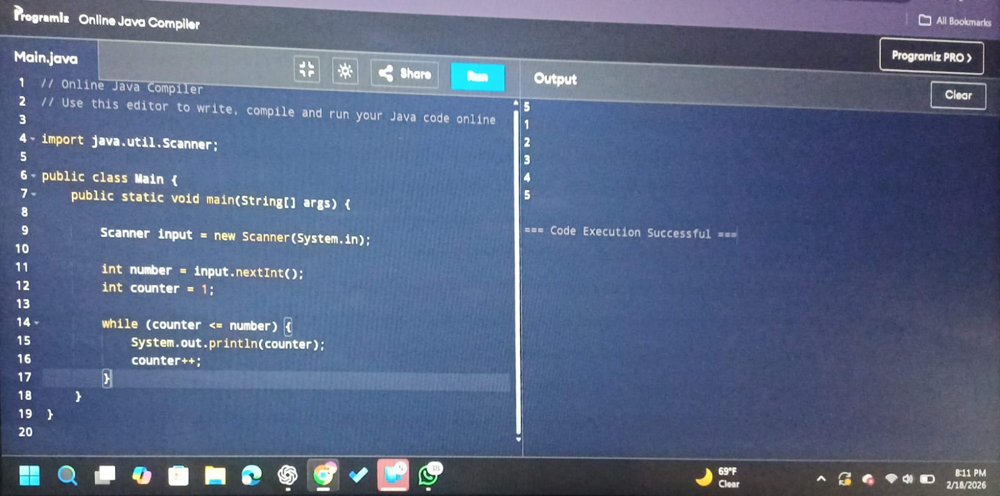 Programiz Online Java Compiler
All Bookmarks
Programiz PRO >
Main.java
Share
Run
Output
Clear
1 // Online Java Compiler
2 // Use this editor to write, compile and run your Java code online
3
4 import java.util.Scanner;
5
6 public class Main {
7 public static void main(String[] args) {
8
9 Scanner input = new Scanner(System.in);
10
11 int number = input.nextInt();
12 int counter = 1;
13
14 while (counter <= number) {
15 System.out.println(counter);
16 counter++;
17 }
18 }
19 }
20
5
1
2
3
4
5
=== Code Execution Successful ===
69°F
Clear
8:11 PM
2/18/2026